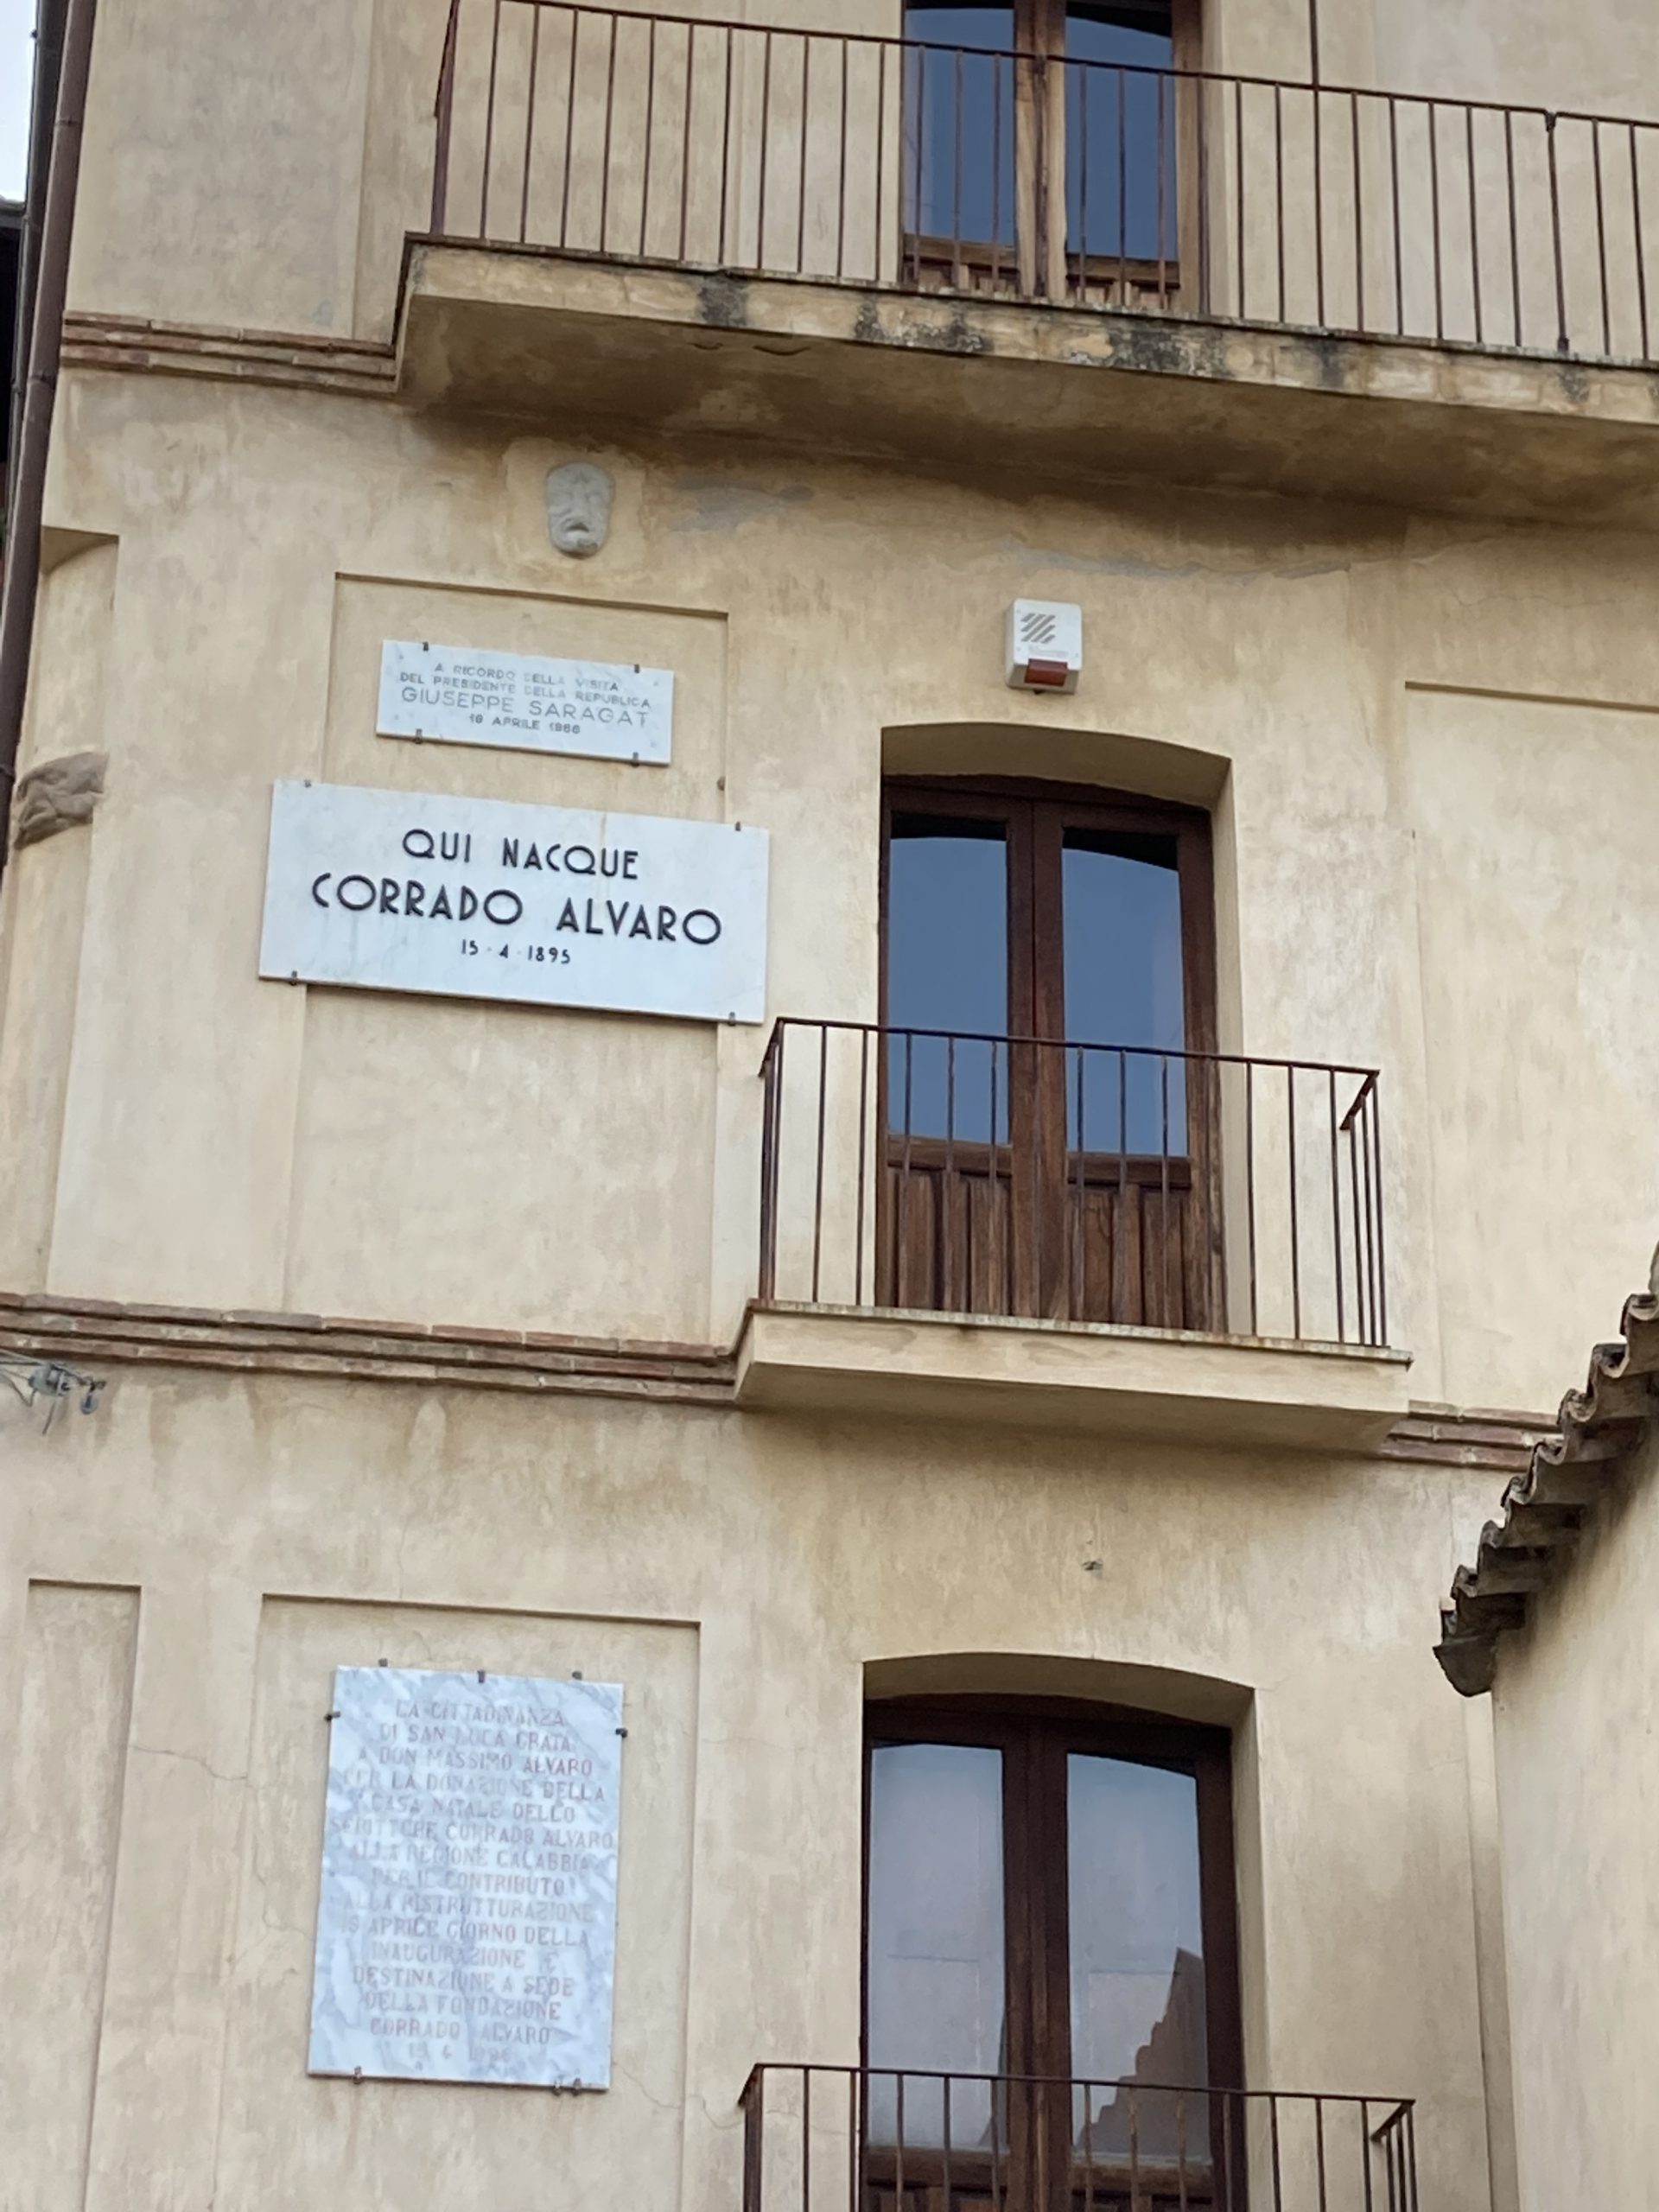 A RICORDO DELLA VISITA
DEL PRESIDENTE DELLA REPUBBLICA
GIUSEPPE SARAGAT
APRILE 1966
QUI NACQUE
CORRADO ALVARO
15 · 4 · 1895
LA CITTADINANZA
DI SAN LUCA GRATA
A DON MASSIMO ALVARO
PER LA DONAZIONE DELLA
CASA NATALE DELLO
SCRITTORE CORRADO ALVARO
ALLA REGIONE CALABRIA
PER IL CONTRIBUTO
ALLA RISTRUTTURAZIONE
APRILE GIORNO DELLA
INAUGURAZIONE E
DESTINAZIONE A SEDE
DELLA FONDAZIONE
CORRADO ALVARO